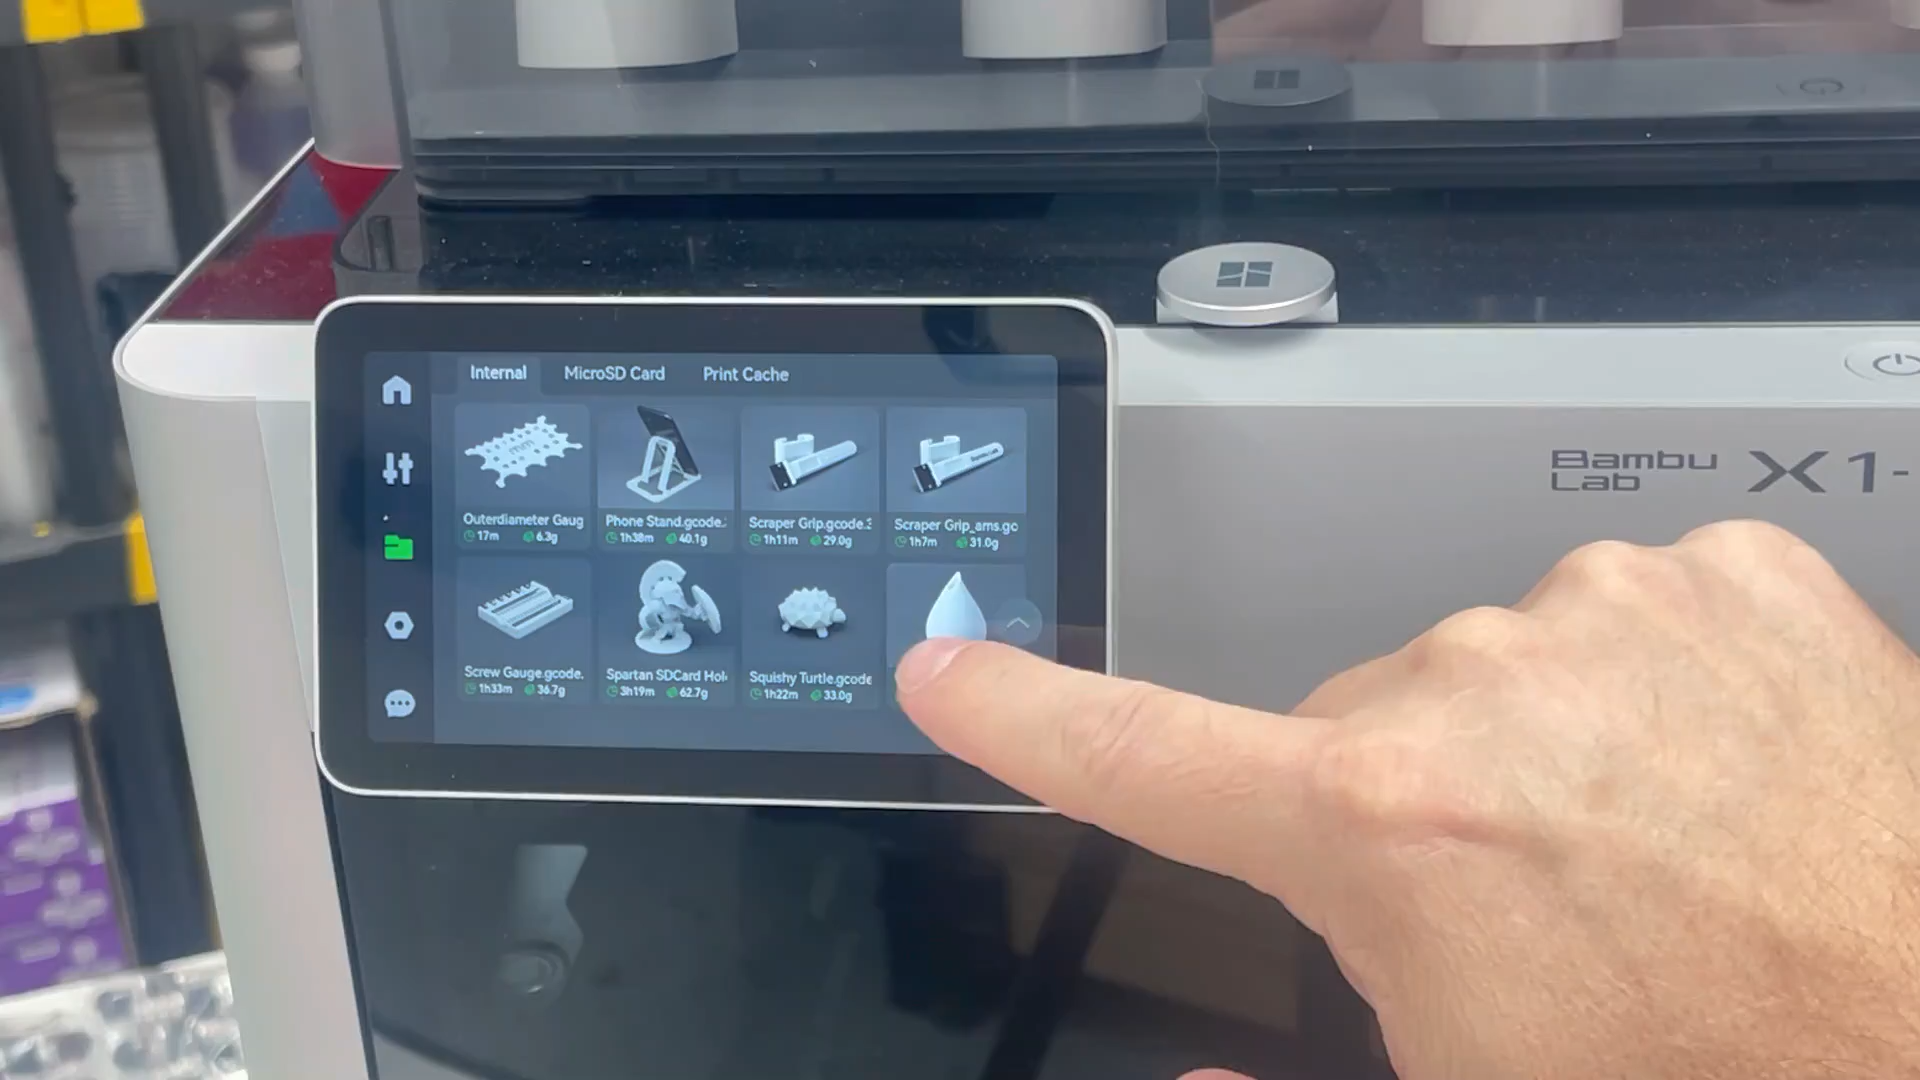 Internal MicroSD Card Print Cache
Outerdiameter Gaug
17m 6.3g
Phone Stand.gcode.
1h38m 40.1g
Scraper Grip.gcode.3
1h11m 29.0g
Scraper Grip_ams.gc
1h7m 31.0g
Screw Gauge.gcode.
1h33m 36.7g
Spartan SDCard Hol
3h19m 62.7g
Squishy Turtle.gcode
1h22m 33.0g
Bambu
Lab
X1-